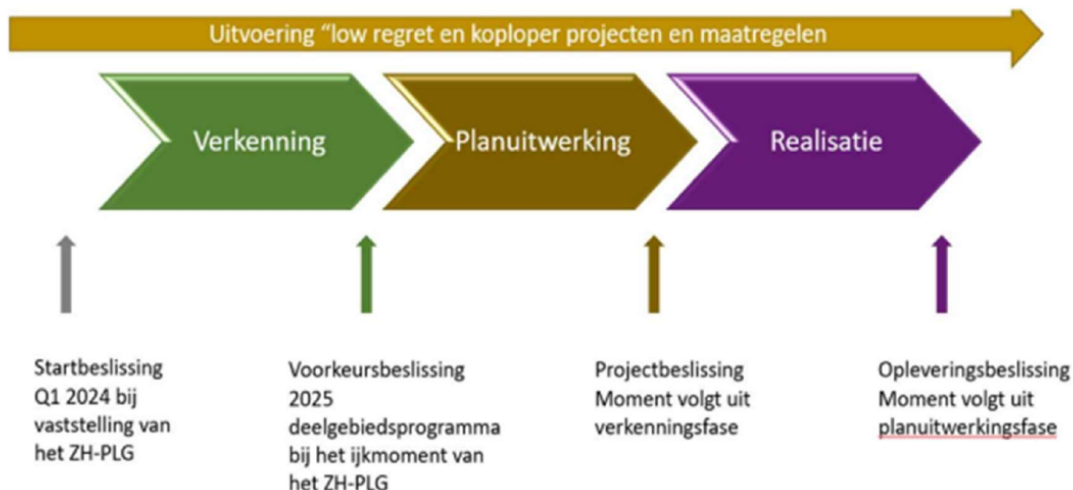 Uitvoering “low regret en koploper projecten en maatregelen
Verkenning
Planuitwerking
Realisatie
Startbeslissing
Q1 2024 bij
vaststelling van
het ZH-PLG
Voorkeursbeslissing
2025
deelgebiedsprogramma
bij het ijkmoment van
het ZH-PLG
Projectbeslissing
Moment volgt uit
verkenningsfase
Opleveringsbeslissing
Moment volgt uit
planuitwerkingsfase